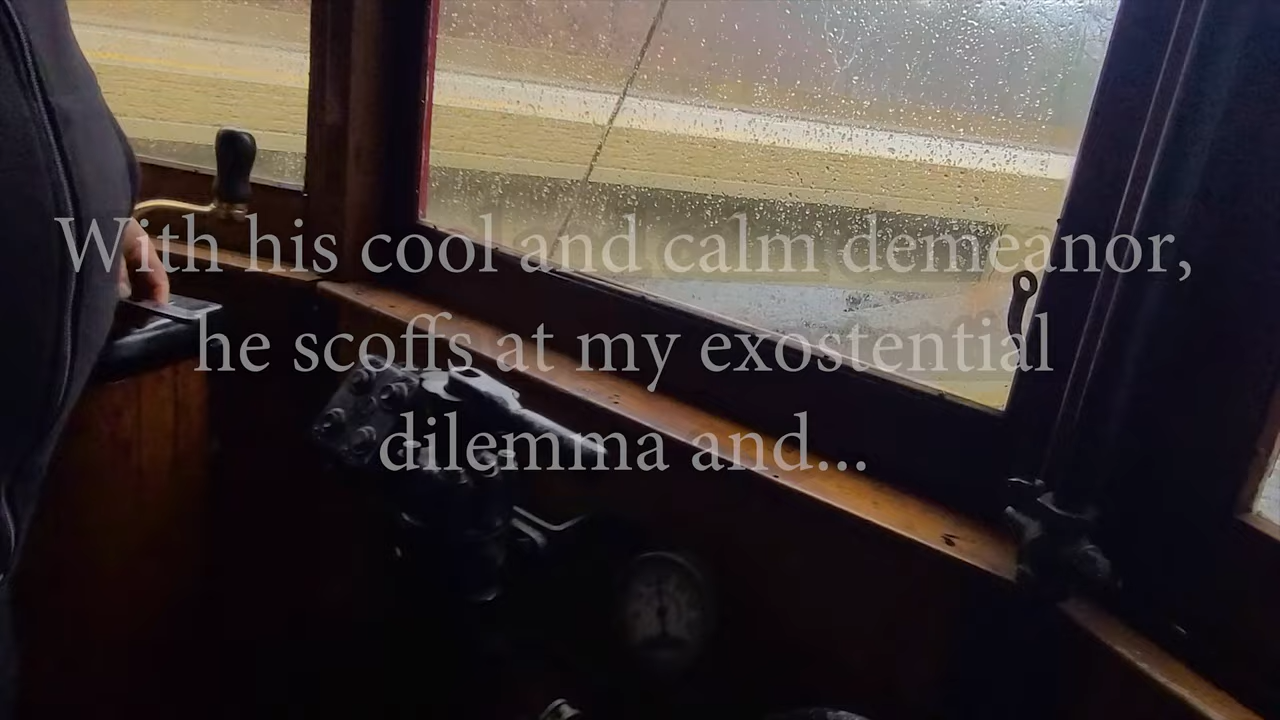 With his cool and calm demeanor,
he scoffs at my exostential
dilemma and...